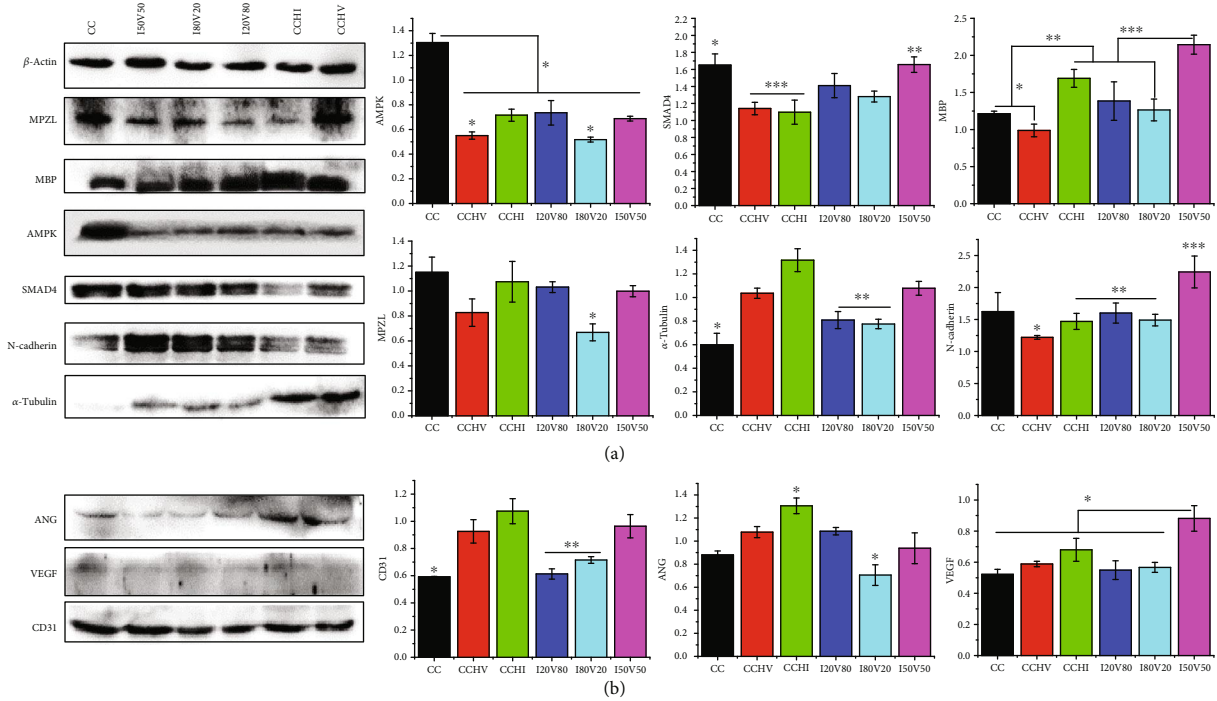 CC
I50V50
I80V20
I20V80
CCHI
CCHV
β-Actin
MPZL
MBP
AMPK
SMAD4
N-cadherin
α-Tubulin
AMPK
1.4
1.2
1.0
0.8
0.6
0.4
0.2
0.0
*
*
*
CC CCHV CCHI I20V80 I80V20 I50V50
SMAD4
2.2
2.0
1.8
1.6
1.4
1.2
1.0
0.8
0.6
0.4
0.2
0.0
*
***
**
CC CCHV CCHI I20V80 I80V20 I50V50
MBP
2.5
2.0
1.5
1.0
0.5
0.0
**
***
*
CC CCHV CCHI I20V80 I80V20 I50V50
MPZL
1.4
1.2
1.0
0.8
0.6
0.4
0.2
0.0
*
CC CCHV CCHI I20V80 I80V20 I50V50
α-Tubulin
1.4
1.2
1.0
0.8
0.6
0.4
0.2
0.0
*
**
CC CCHV CCHI I20V80 I80V20 I50V50
N-cadherin
2.5
2.0
1.5
1.0
0.5
0.0
*
**
***
CC CCHV CCHI I20V80 I80V20 I50V50
(a)
ANG
VEGF
CD31
CD31
1.2
1.0
0.8
0.6
0.4
0.2
0.0
*
**
CC CCHV CCHI I20V80 I80V20 I50V50
ANG
1.4
1.2
1.0
0.8
0.6
0.4
0.2
0.0
*
*
CC CCHV CCHI I20V80 I80V20 I50V50
VEGF
1.0
0.8
0.6
0.4
0.2
0.0
*
CC CCHV CCHI I20V80 I80V20 I50V50
(b)